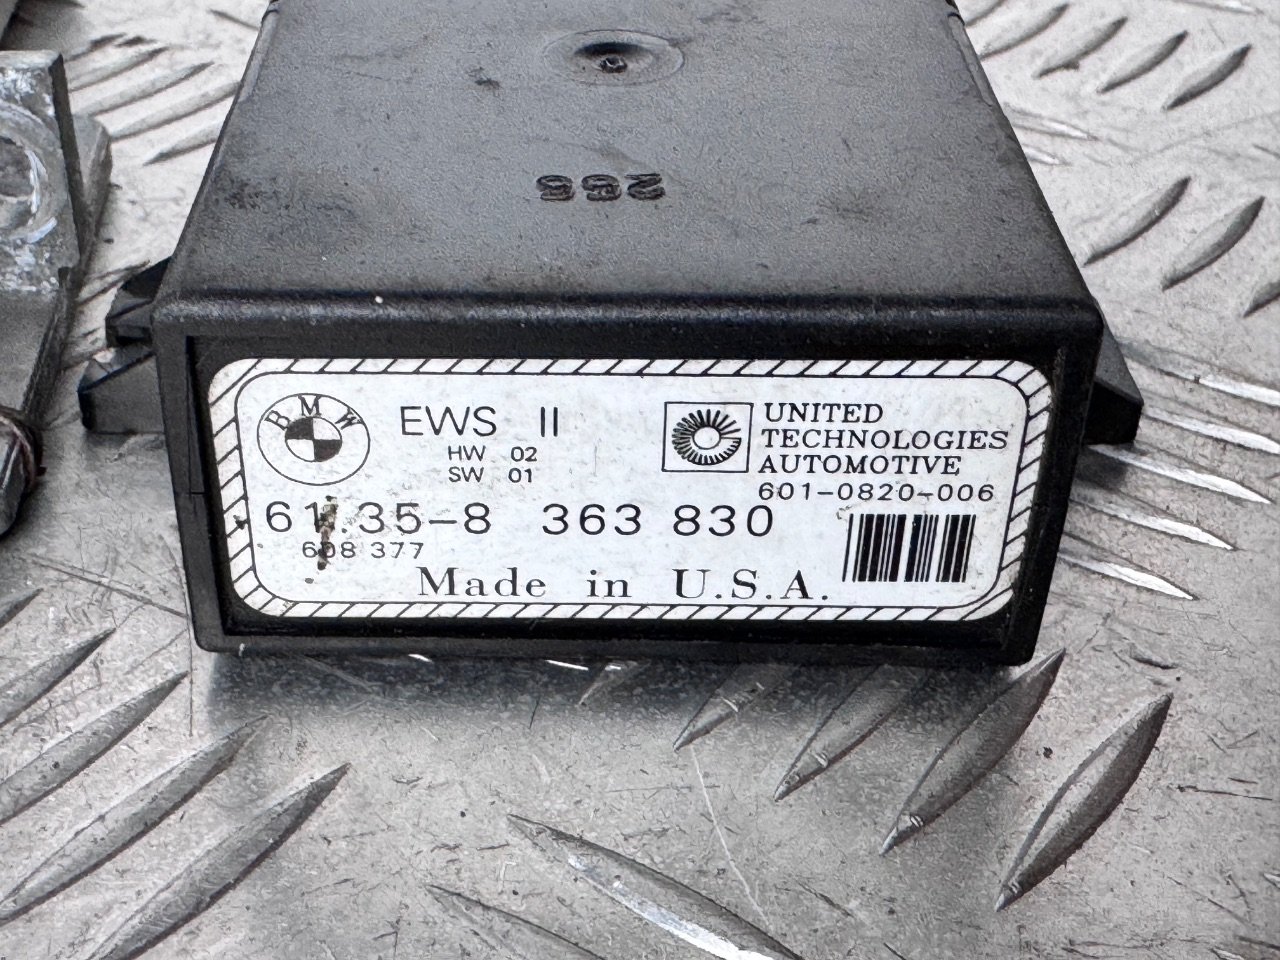 256
BMW
EWS II
HW 02
SW 01
UNITED
TECHNOLOGIES
AUTOMOTIVE
601-0820-006
61.35-8 363 830
608 377
Made in U.S.A.